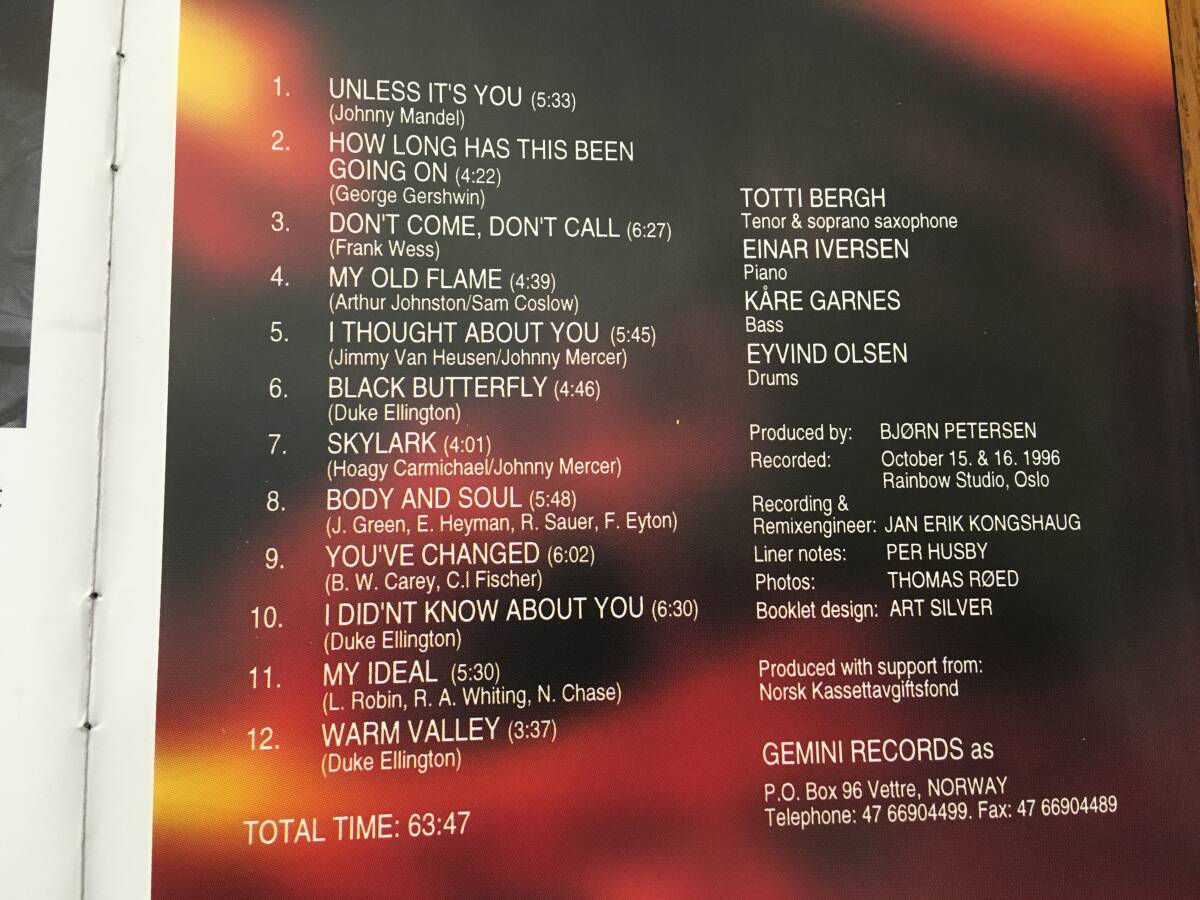 1. UNLESS IT'S YOU (5:33)
(Johnny Mandel)
2. HOW LONG HAS THIS BEEN
GOING ON (4:22)
(George Gershwin)
3. DON'T COME, DON'T CALL (6:27)
(Frank Wess)
4. MY OLD FLAME (4:39)
(Arthur Johnston/Sam Coslow)
5. I THOUGHT ABOUT YOU (5:45)
(Jimmy Van Heusen/Johnny Mercer)
6. BLACK BUTTERFLY (4:46)
(Duke Ellington)
7. SKYLARK (4:01)
(Hoagy Carmichael/Johnny Mercer)
8. BODY AND SOUL (5:48)
(J. Green, E. Heyman, R. Sauer, F. Eyton)
9. YOU'VE CHANGED (6:02)
(B. W. Carey, C.I Fischer)
10. I DID'NT KNOW ABOUT YOU (6:30)
(Duke Ellington)
11. MY IDEAL (5:30)
(L. Robin, R. A. Whiting, N. Chase)
12. WARM VALLEY (3:37)
(Duke Ellington)
TOTAL TIME: 63:47
TOTTI BERGH
Tenor & soprano saxophone
EINAR IVERSEN
Piano
KÅRE GARNES
Bass
EYVIND OLSEN
Drums
Produced by: BJØRN PETERSEN
Recorded: October 15. & 16. 1996
Rainbow Studio, Oslo
Recording &
Remixengineer: JAN ERIK KONGSHAUG
Liner notes: PER HUSBY
Photos: THOMAS RØED
Booklet design: ART SILVER
Produced with support from:
Norsk Kassettavgiftsfond
GEMINI RECORDS as
P.O. Box 96 Vettre, NORWAY
Telephone: 47 66904499. Fax: 47 66904489